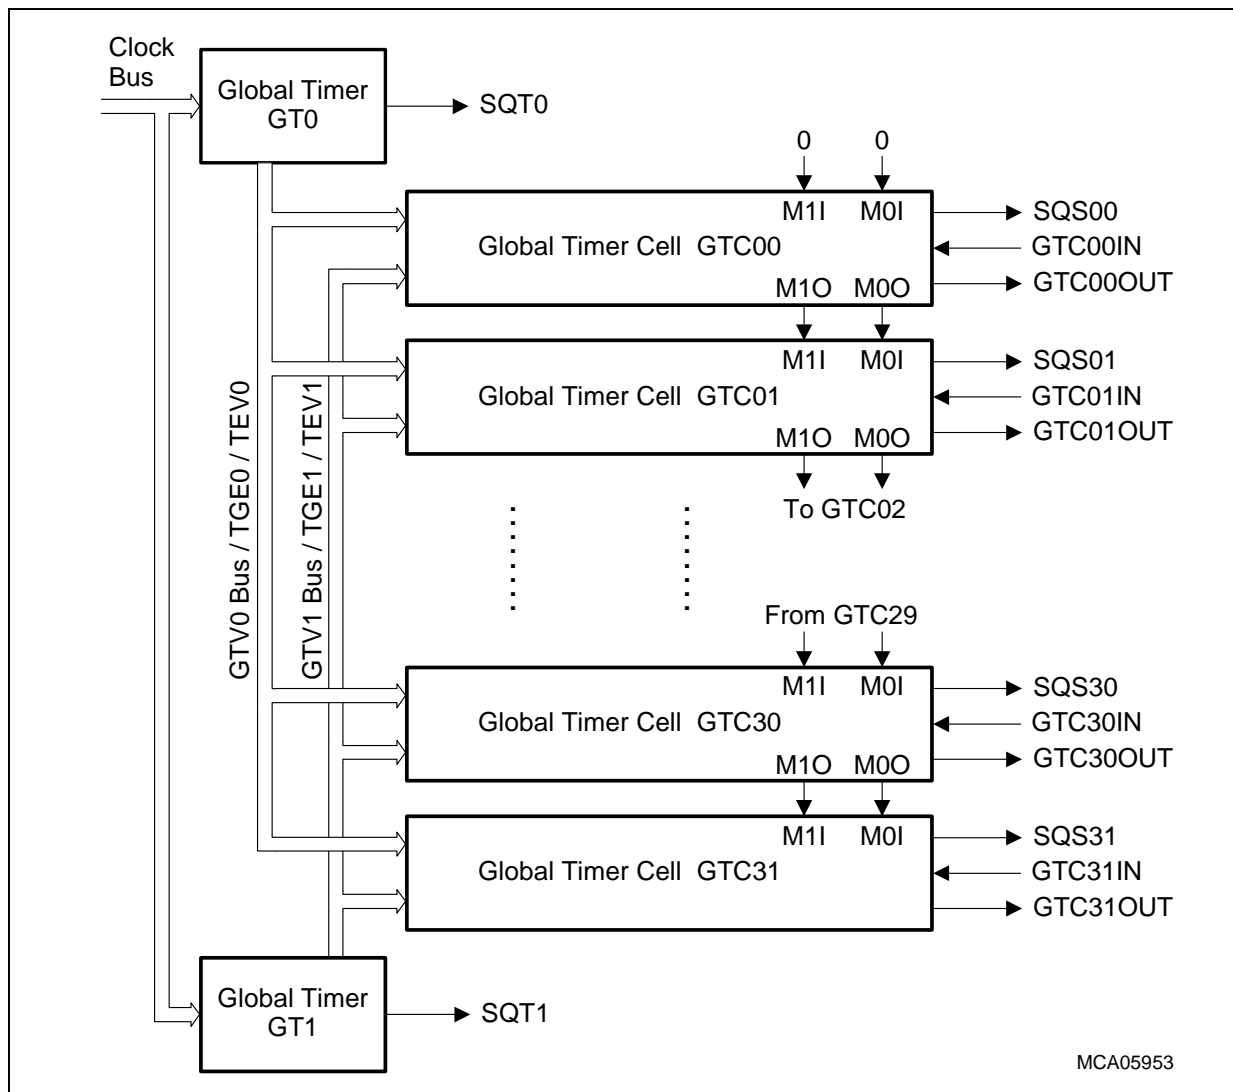 Clock
Bus
Global Timer
GT0
SQT0
0 0
M1I M0I
Global Timer Cell GTC00
M1O M0O
SQS00
GTC00IN
GTC00OUT
M1I M0I
Global Timer Cell GTC01
M1O M0O
SQS01
GTC01IN
GTC01OUT
To GTC02
GTV0 Bus / TGE0 / TEV0
GTV1 Bus / TGE1 / TEV1
From GTC29
M1I M0I
Global Timer Cell GTC30
M1O M0O
SQS30
GTC30IN
GTC30OUT
M1I M0I
Global Timer Cell GTC31
SQS31
GTC31IN
GTC31OUT
Global Timer
GT1
SQT1
MCA05953